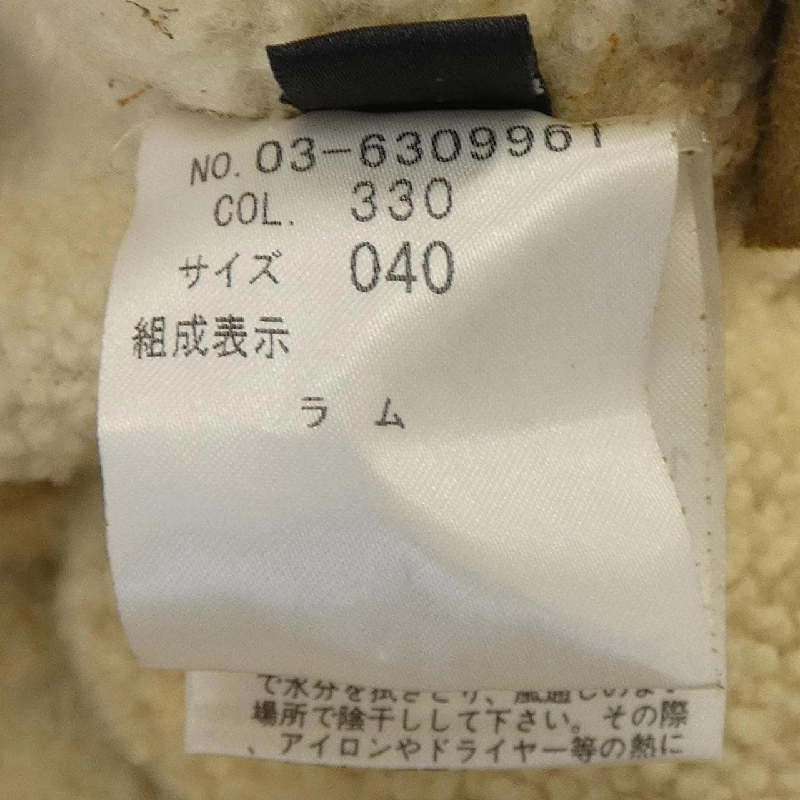 NO. 03-6309961
COL. 330
サイズ 040
組成表示
ラム
で水分を拭きとり、風通しのよい
場所で陰干しして下さい。その際
、アイロンやドライヤー等の熱に